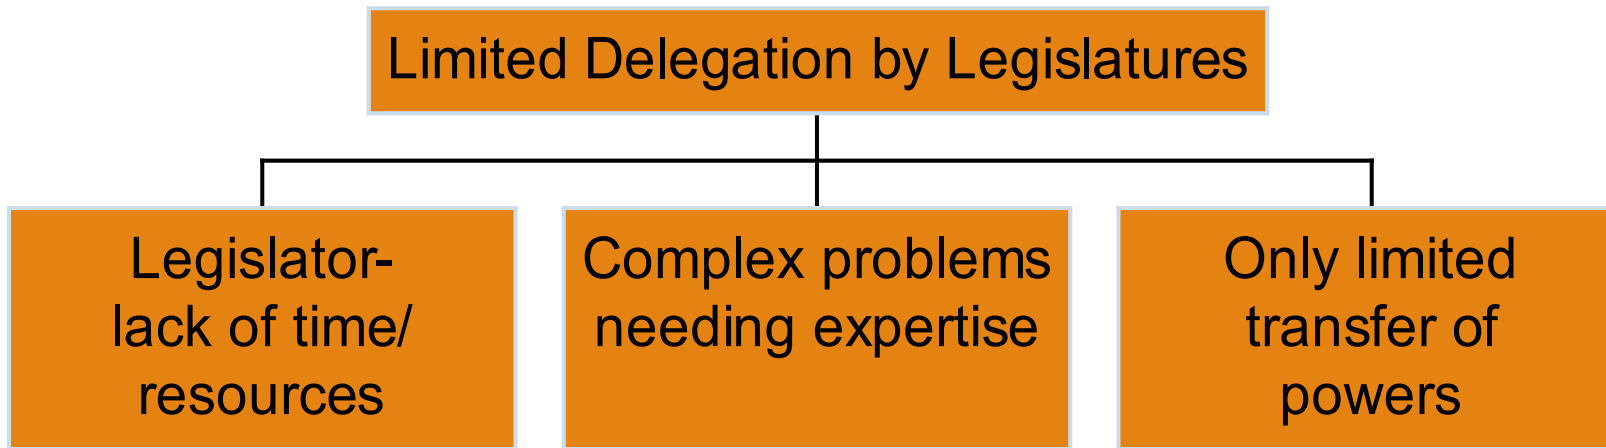 Limited Delegation by Legislatures
Legislator-
lack of time/
resources
Complex problems
needing expertise
Only limited
transfer of
powers